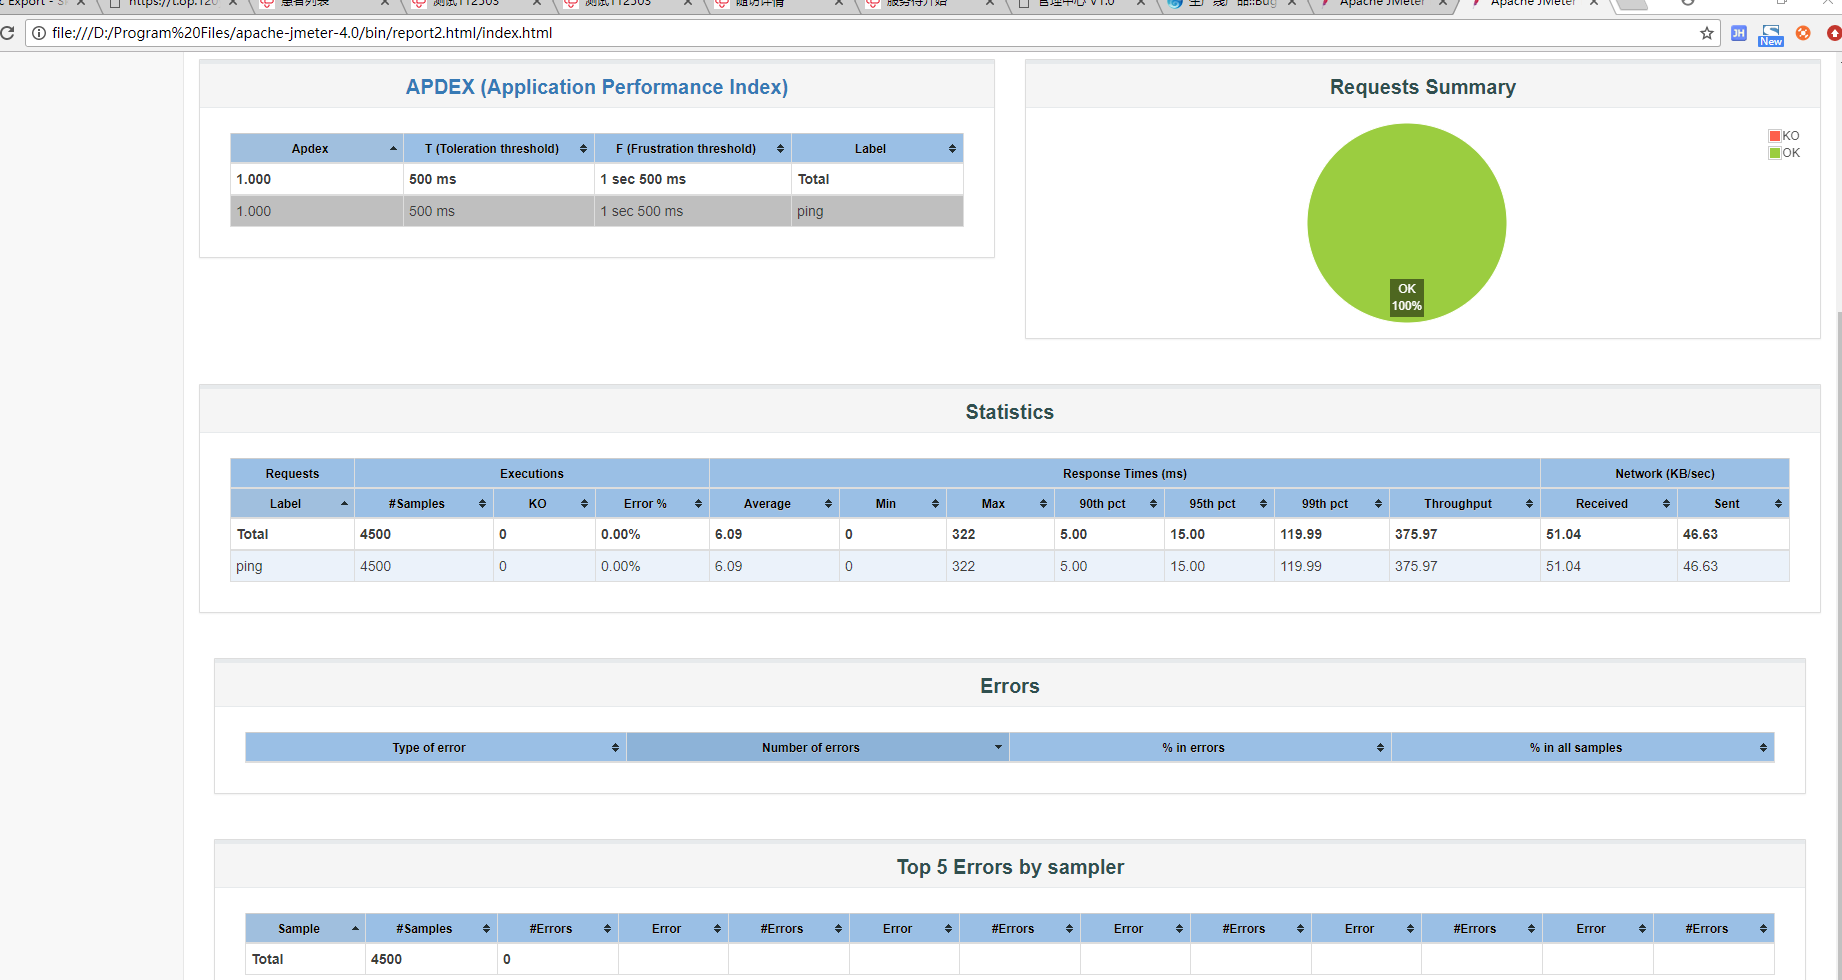 file:///D:/Program%20Files/apache-jmeter-4.0/bin/report2.html/index.html
JH
New
APDEX (Application Performance Index)
Apdex T (Toleration threshold) F (Frustration threshold) Label
1.000 500 ms 1 sec 500 ms Total
1.000 500 ms 1 sec 500 ms ping
Requests Summary
KO
OK
OK
100%
Statistics
Requests Executions Response Times (ms) Network (KB/sec)
Label #Samples KO Error % Average Min Max 90th pct 95th pct 99th pct Throughput Received Sent
Total 4500 0 0.00% 6.09 0 322 5.00 15.00 119.99 375.97 51.04 46.63
ping 4500 0 0.00% 6.09 0 322 5.00 15.00 119.99 375.97 51.04 46.63
Errors
Type of error Number of errors % in errors % in all samples
Top 5 Errors by sampler
Sample #Samples #Errors Error #Errors Error #Errors Error #Errors Error #Errors Error #Errors
Total 4500 0